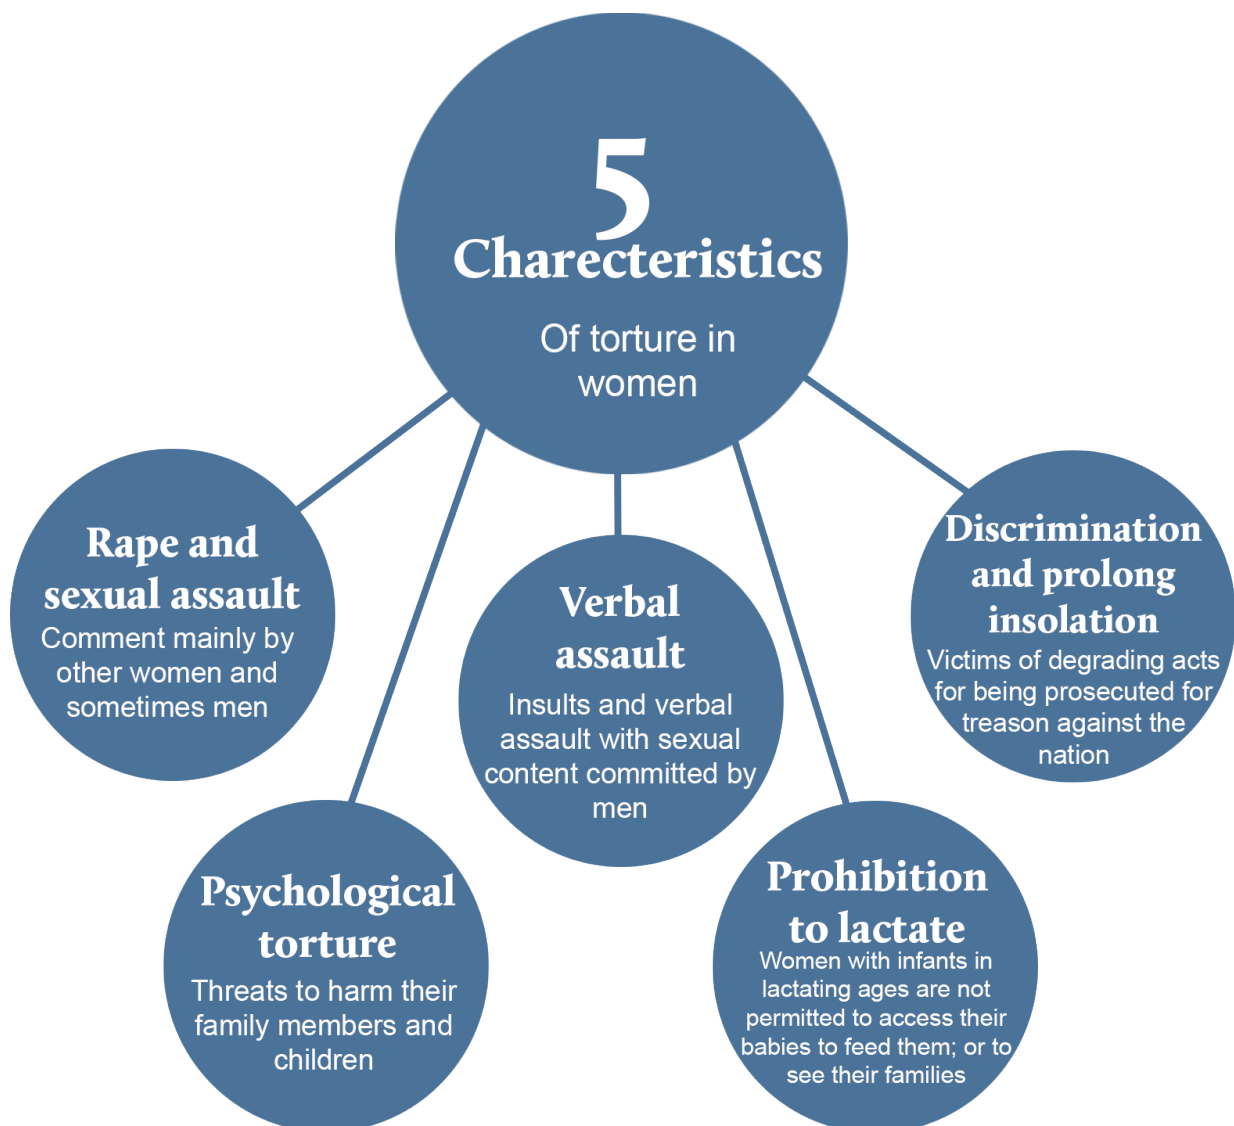 5
Charecteristics
Of torture in
women
Rape and
sexual assault
Comment mainly by
other women and
sometimes men
Psychological
torture
Threats to harm their
family members and
children
Verbal
assault
Insults and verbal
assault with sexual
content committed by
men
Prohibition
to lactate
Women with infants in
lactating ages are not
permitted to access their
babies to feed them; or to
see their families
Discrimination
and prolong
insolation
Victims of degrading acts
for being prosecuted for
treason against the
nation